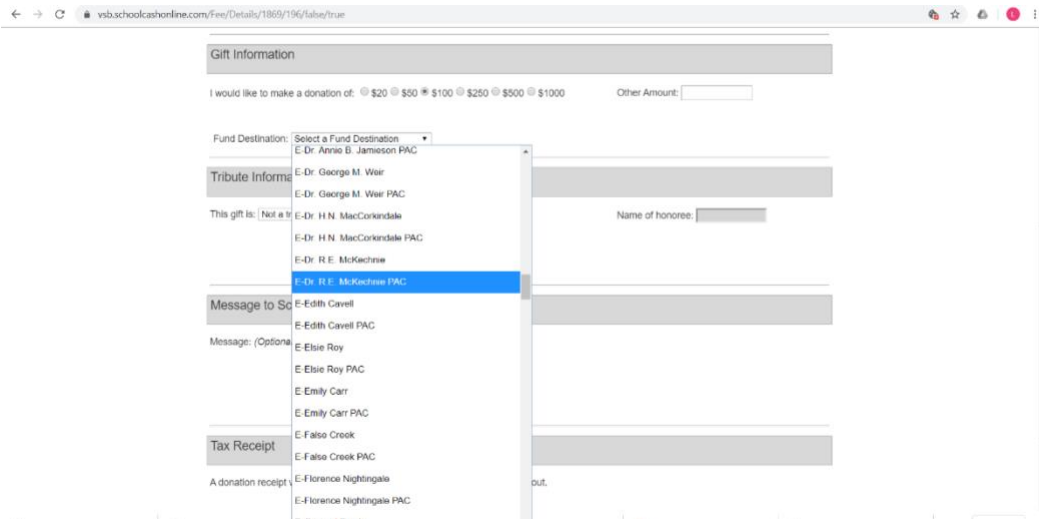 vsb.schoolcashonline.com/Fee/Details/1869/196/false/true
Gift Information
I would like to make a donation of: $20 $50 $100 $250 $500 $1000 Other Amount:
Fund Destination: Select a Fund Destination
E-Dr. Annie B. Jamieson PAC
Tribute Informa
E-Dr. George M. Weir
E-Dr. George M. Weir PAC
This gift is: Not a tr
E-Dr. H.N. MacCorkindale
Name of honoree:
E-Dr. H.N. MacCorkindale PAC
E-Dr. R.E. McKechnie
E-Dr. R.E. McKechnie PAC
Message to Sc
E-Edith Cavell
E-Edith Cavell PAC
Message: (Optiona
E-Elsie Roy
E-Elsie Roy PAC
E-Emily Carr
E-Emily Carr PAC
E-False Creek
Tax Receipt
E-False Creek PAC
A donation receipt
E-Florence Nightingale
out.
E-Florence Nightingale PAC